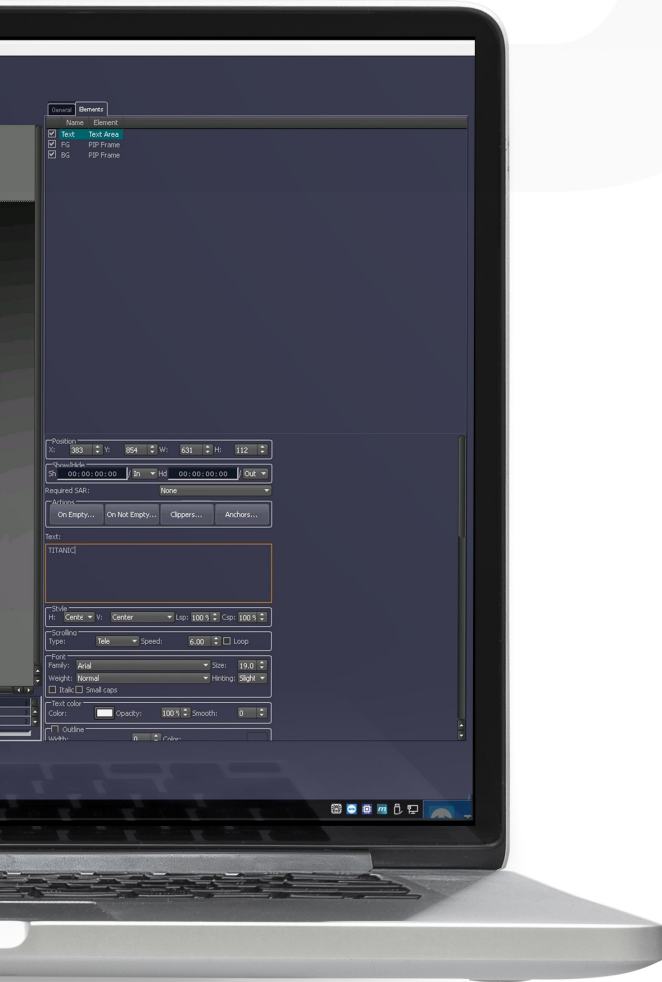 General Elements
Name Element
Text Text Area
FG PIP Frame
BG PIP Frame
Position
X: 383 Y: 854 W: 631 H: 112
Show/Hide
Sh 00:00:00:00 / In Hd 00:00:00:00 / Out
Required SAR: None
Actions
On Empty... On Not Empty... Clippers... Anchors...
Text:
TITANIC
Style
H: Cente V: Center Lsp: 100 % Csp: 100 %
Scrolling
Type: Tele Speed: 6.00 Loop
Font
Family: Arial Size: 19.0
Weight: Normal Hinting: Slight
Italic Small caps
Text color
Color: Opacity: 100 % Smooth: 0
Outline
Width: 0 Color:
m